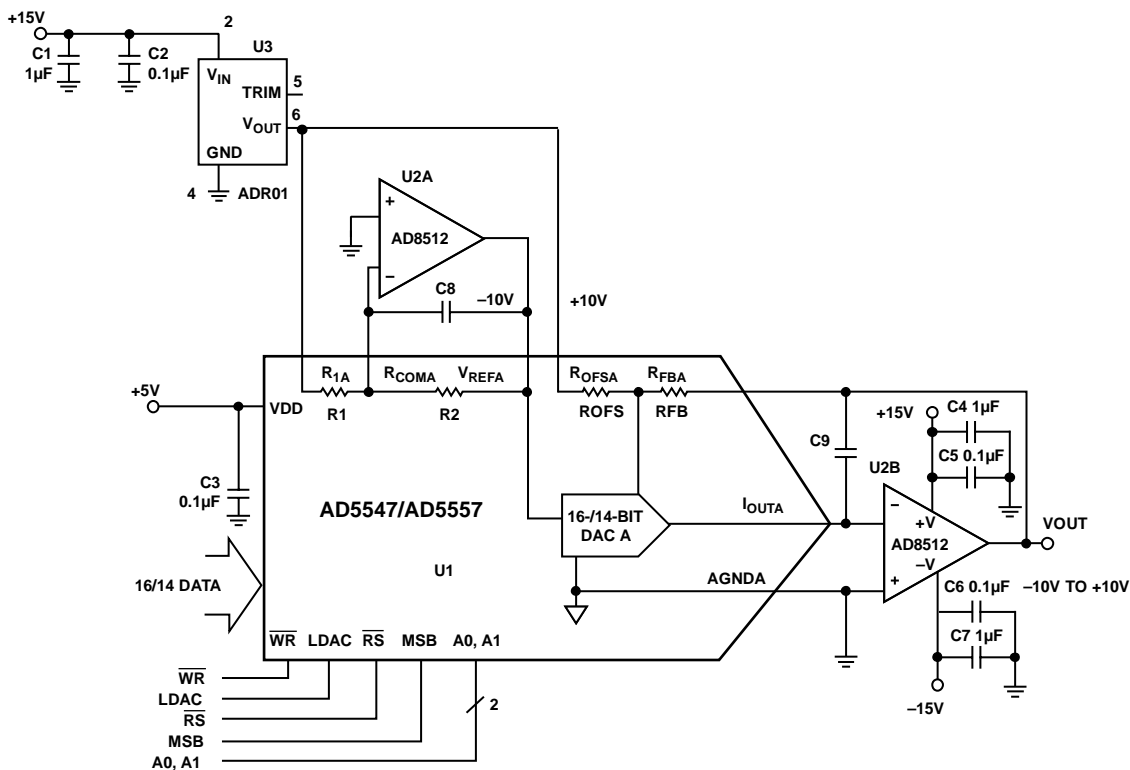 +15V
2
U3
C1
1µF
C2
0.1µF
VIN
TRIM
5
VOUT
6
GND
4
ADR01
U2A
+
AD8512
–
C8
–10V
+10V
R1A
RCOMA
VREFA
ROFSA
RFBA
R1
R2
ROFS
RFB
+5V
VDD
C3
0.1µF
AD5547/AD5557
U1
16-/14-BIT
DAC A
IOUTA
AGNDA
C9
+15V
C4 1µF
C5 0.1µF
U2B
–
+V
AD8512
–V
+
VOUT
–10V TO +10V
C6 0.1µF
C7 1µF
–15V
16/14 DATA
WR LDAC RS MSB A0, A1
WR
LDAC
RS
MSB
A0, A1
2